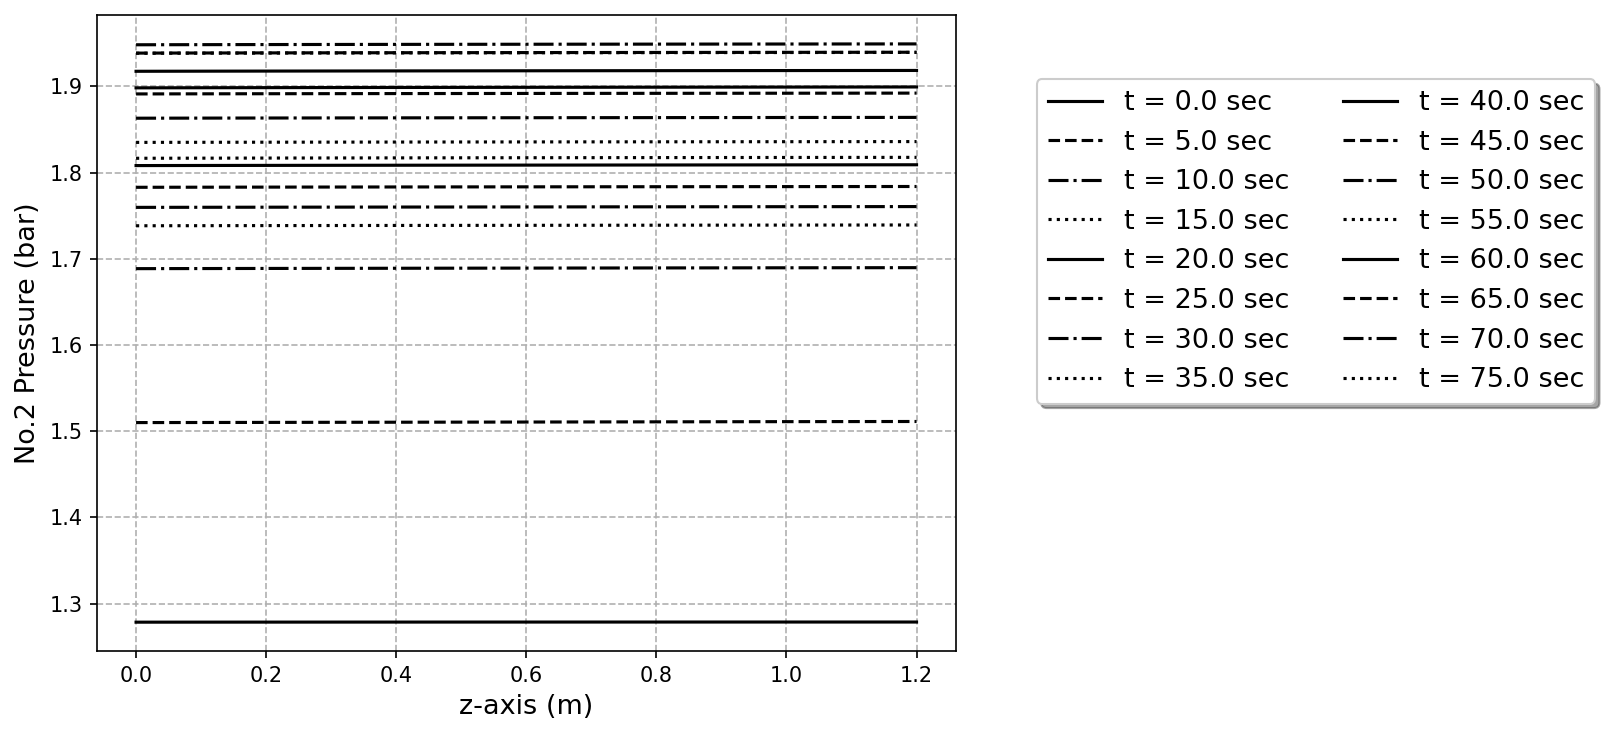 No.2 Pressure (bar)
1.9
1.8
1.7
1.6
1.5
1.4
1.3
0.0 0.2 0.4 0.6 0.8 1.0 1.2
z-axis (m)
t = 0.0 sec
t = 5.0 sec
t = 10.0 sec
t = 15.0 sec
t = 20.0 sec
t = 25.0 sec
t = 30.0 sec
t = 35.0 sec
t = 40.0 sec
t = 45.0 sec
t = 50.0 sec
t = 55.0 sec
t = 60.0 sec
t = 65.0 sec
t = 70.0 sec
t = 75.0 sec